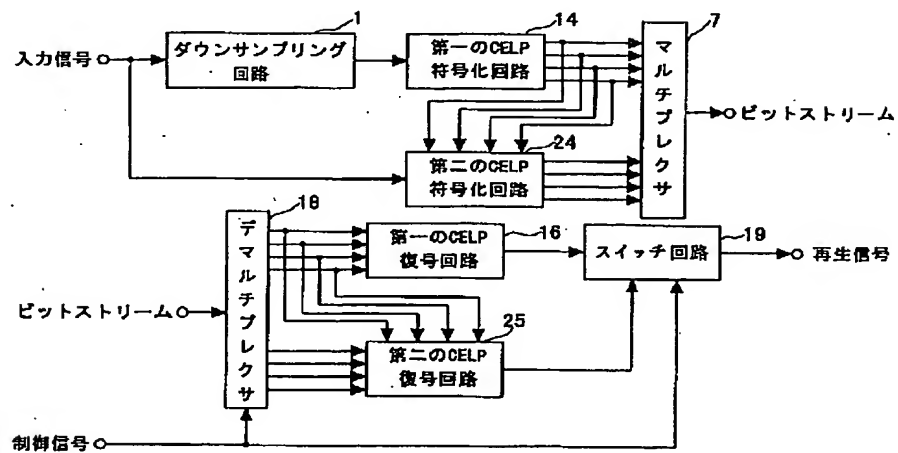 1
14
7
入力信号
ダウンサンプリング
回路
第一のCELP
符号化回路
マルチプレクサ
ビットストリーム
24
第二のCELP
符号化回路
18
16
19
デマルチプレクサ
第一のCELP
復号回路
スイッチ回路
再生信号
ビットストリーム
25
第二のCELP
復号回路
制御信号